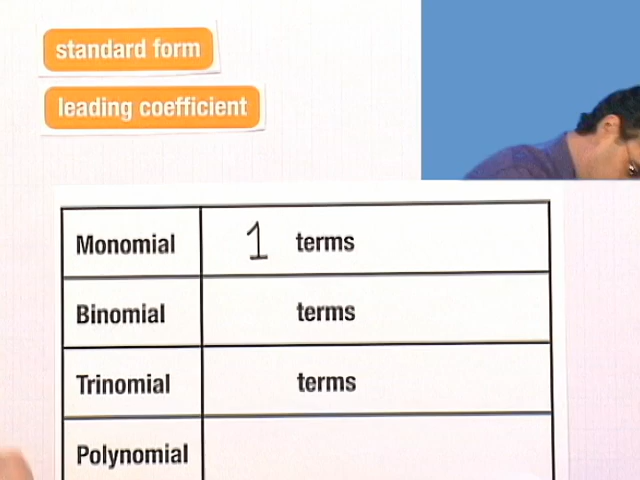 standard form
leading coefficient
Monomial 1 terms
Binomial terms
Trinomial terms
Polynomial